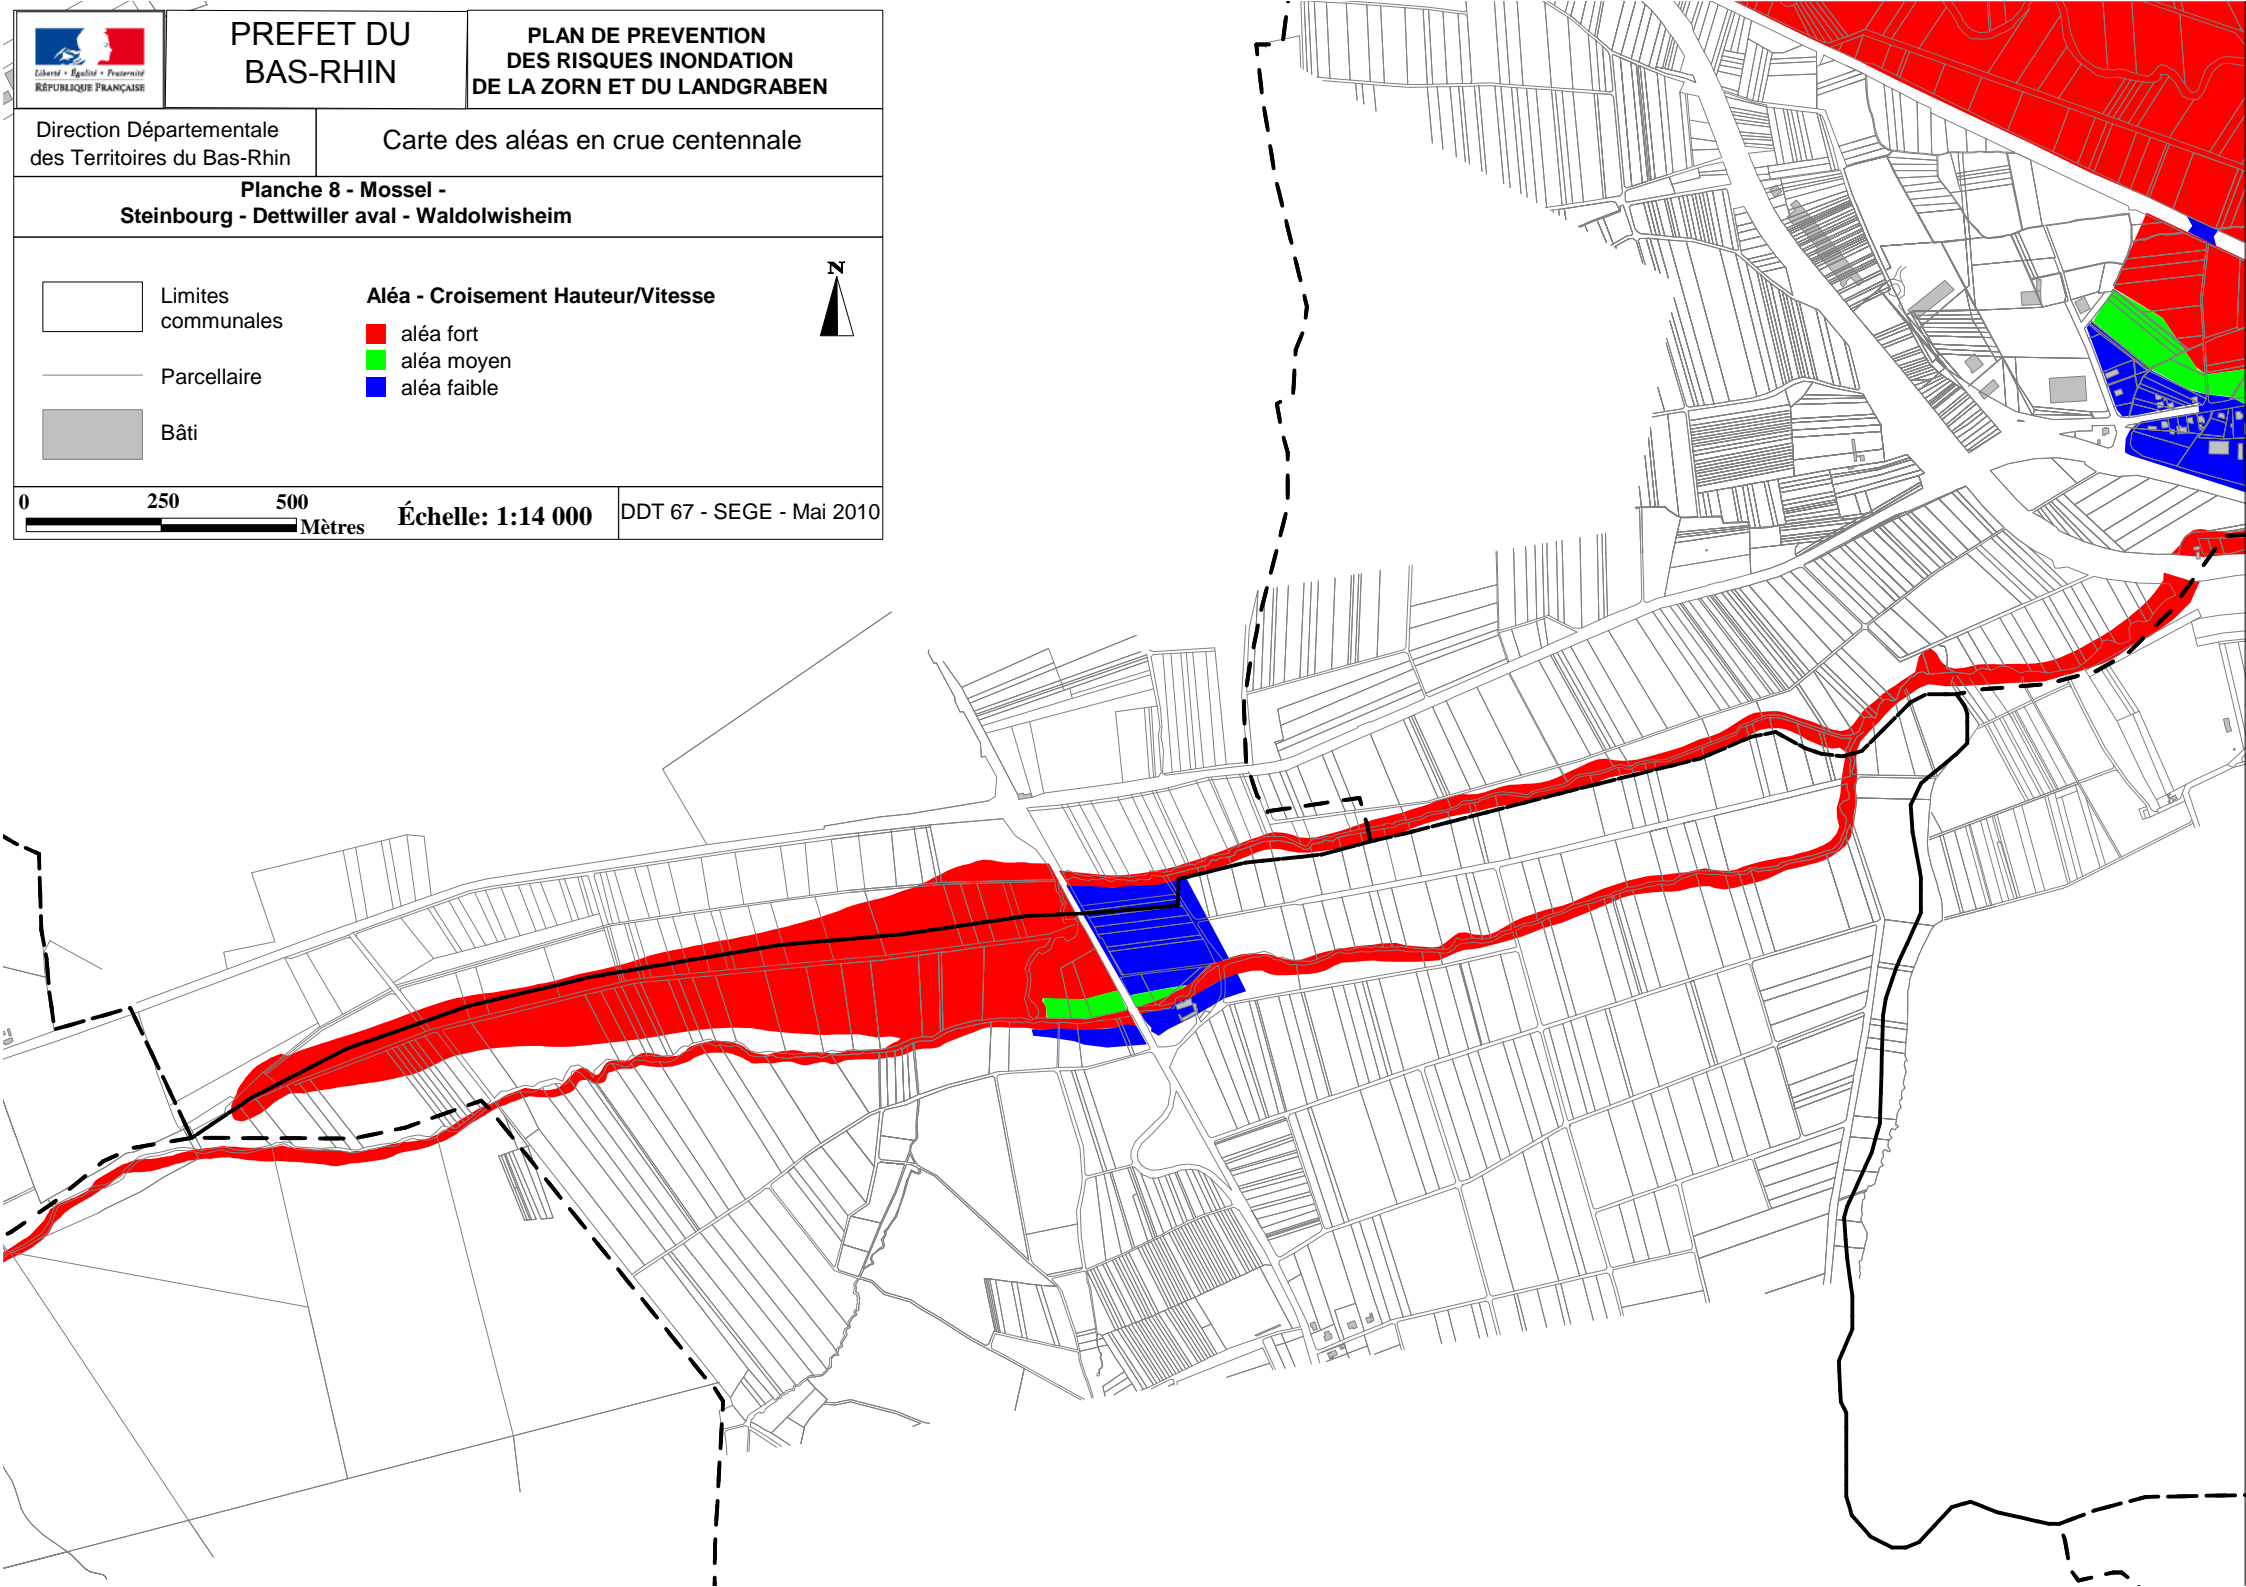 Liberté • Égalité • Fraternité
RÉPUBLIQUE FRANÇAISE
PREFET DU
BAS-RHIN
PLAN DE PREVENTION
DES RISQUES INONDATION
DE LA ZORN ET DU LANDGRABEN
Direction Départementale
des Territoires du Bas-Rhin
Carte des aléas en crue centennale
Planche 8 - Mossel -
Steinbourg - Dettwiller aval - Waldolwisheim
Limites
communales
Parcellaire
Bâti
Aléa - Croisement Hauteur/Vitesse
aléa fort
aléa moyen
aléa faible
N
0 250 500
Mètres
Échelle: 1:14 000
DDT 67 - SEGE - Mai 2010